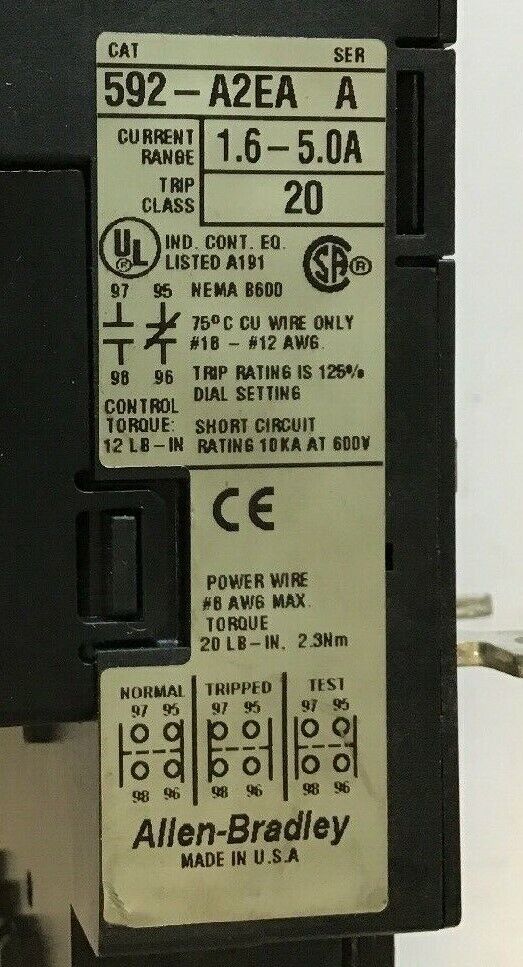 CAT SER
592-A2EA A
CURRENT RANGE 1.6-5.0A
TRIP CLASS 20
UL ® IND. CONT. EQ. SA ®
LISTED A191
97 95 NEMA B600
75°C CU WIRE ONLY
#18 - #12 AWG.
98 96 TRIP RATING IS 125%
DIAL SETTING
CONTROL
TORQUE: SHORT CIRCUIT
12 LB-IN RATING 10KA AT 600V
CE
POWER WIRE
#8 AWG MAX.
TORQUE
20 LB-IN. 2.3Nm
NORMAL TRIPPED TEST
97 95 97 95 97 95
98 96 98 96 98 96
Allen-Bradley
MADE IN U.S.A